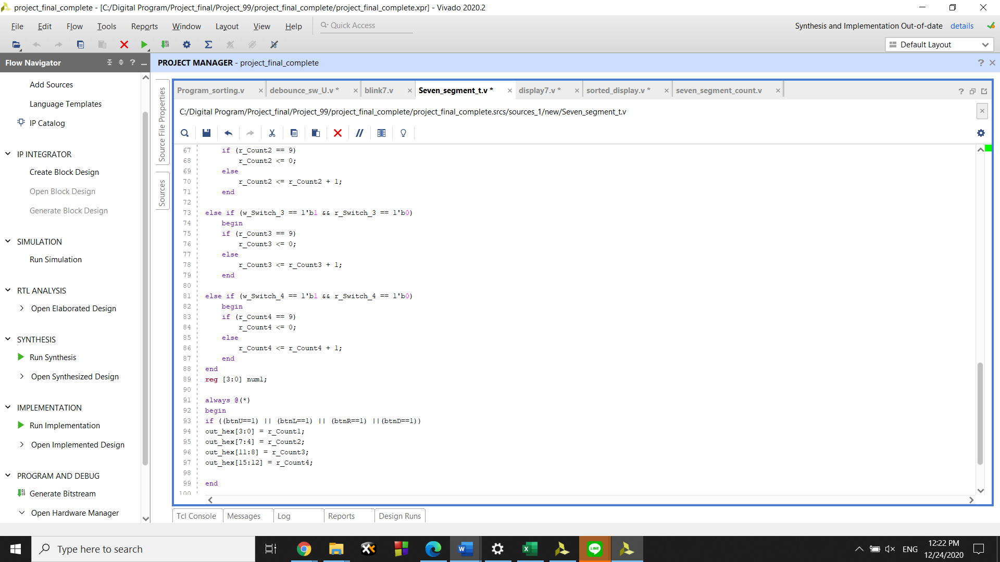 project_final_complete - [C:/Digital Program/Project_final/Project_99/project_final_complete/project_final_complete.xpr] - Vivado 2020.2
File Edit Flow Tools Reports Window Layout View Help Quick Access
Synthesis and Implementation Out-of-date details
Default Layout
Flow Navigator
PROJECT MANAGER - project_final_complete
Add Sources
Language Templates
IP Catalog
IP INTEGRATOR
Create Block Design
Open Block Design
Generate Block Design
SIMULATION
Run Simulation
RTL ANALYSIS
Open Elaborated Design
SYNTHESIS
Run Synthesis
Open Synthesized Design
IMPLEMENTATION
Run Implementation
Open Implemented Design
PROGRAM AND DEBUG
Generate Bitstream
Open Hardware Manager
Source File Properties
Sources
Program_sorting.v debounce_sw_U.v * blink7.v Seven_segment_t.v * display7.v * sorted_display.v * seven_segment_count.v
C:/Digital Program/Project_final/Project_99/project_final_complete/project_final_complete.srcs/sources_1/new/Seven_segment_t.v
67 if (r_Count2 == 9)
68 r_Count2 <= 0;
69 else
70 r_Count2 <= r_Count2 + 1;
71 end
72
73 else if (w_Switch_3 == 1'b1 && r_Switch_3 == 1'b0)
74 begin
75 if (r_Count3 == 9)
76 r_Count3 <= 0;
77 else
78 r_Count3 <= r_Count3 + 1;
79 end
80
81 else if (w_Switch_4 == 1'b1 && r_Switch_4 == 1'b0)
82 begin
83 if (r_Count4 == 9)
84 r_Count4 <= 0;
85 else
86 r_Count4 <= r_Count4 + 1;
87 end
88 end
89 reg [3:0] num1;
90
91 always @(*)
92 begin
93 if ((btnU==1) || (btnL==1) || (btnR==1) ||(btnD==1))
94 out_hex[3:0] = r_Count1;
95 out_hex[7:4] = r_Count2;
96 out_hex[11:8] = r_Count3;
97 out_hex[15:12] = r_Count4;
98
99 end
100
Tcl Console Messages Log Reports Design Runs
Type here to search
ENG
12:22 PM
12/24/2020